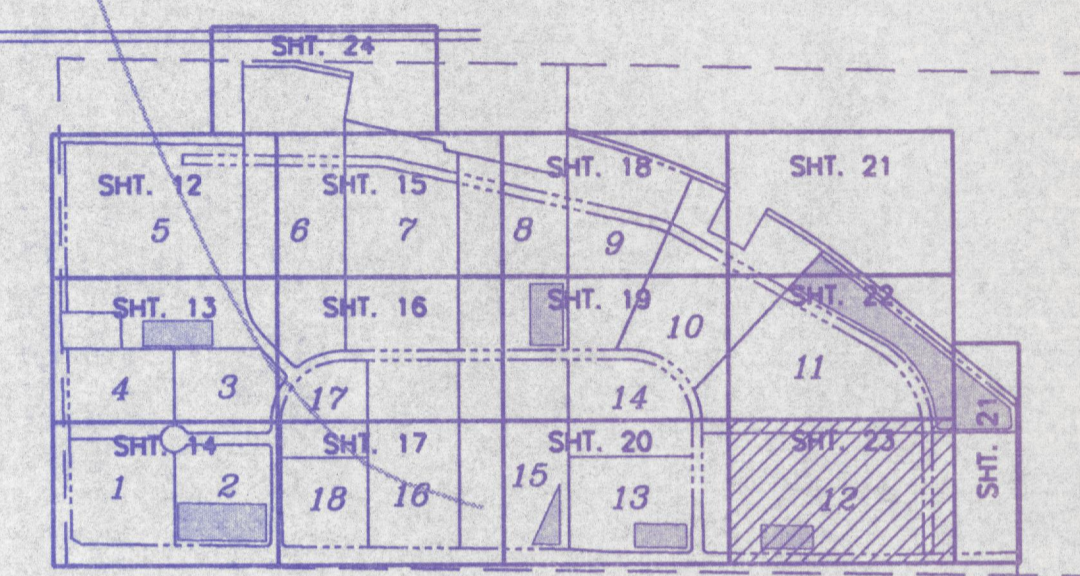 SHT. 24
SHT. 12
SHT. 15
SHT. 18
SHT. 21
5
6
7
8
9
SHT. 13
SHT. 16
SHT. 19
SHT. 22
10
11
4
3
17
14
SHT. 14
SHT. 17
SHT. 20
SHT. 23
SHT. 21
1
2
18
16
15
13
12